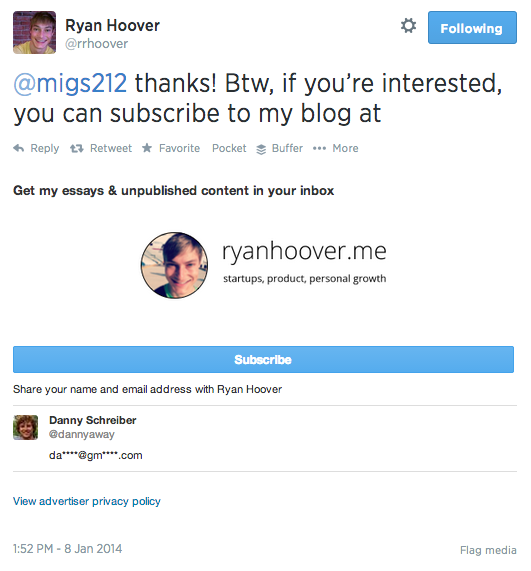 Ryan Hoover
@rrhoover
Following
@migs212 thanks! Btw, if you're interested,
you can subscribe to my blog at
Reply Retweet Favorite Pocket Buffer More
Get my essays & unpublished content in your inbox
ryanhoover.me
startups, product, personal growth
Subscribe
Share your name and email address with Ryan Hoover
Danny Schreiber
@dannyaway
da****@gm****.com
View advertiser privacy policy
1:52 PM - 8 Jan 2014
Flag media